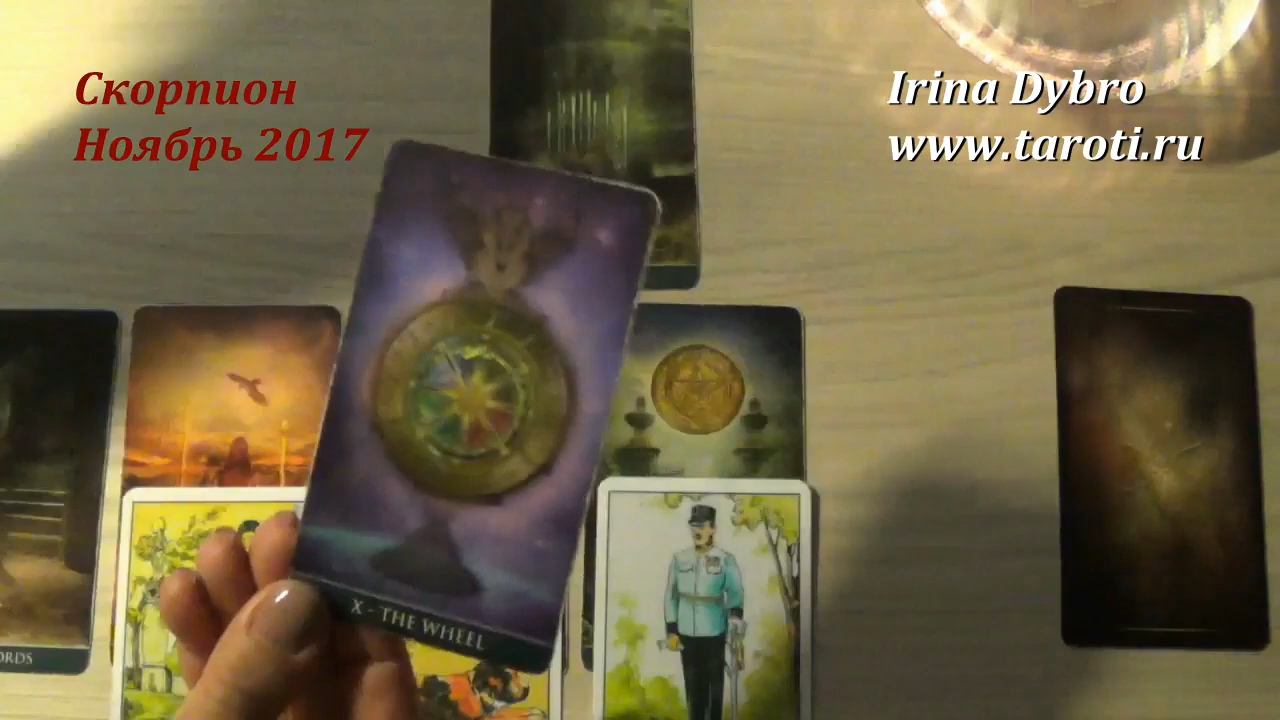 Скорпион
Ноябрь 2017
Irina Dybro
www.taroti.ru
X - THE WHEEL
ORDS